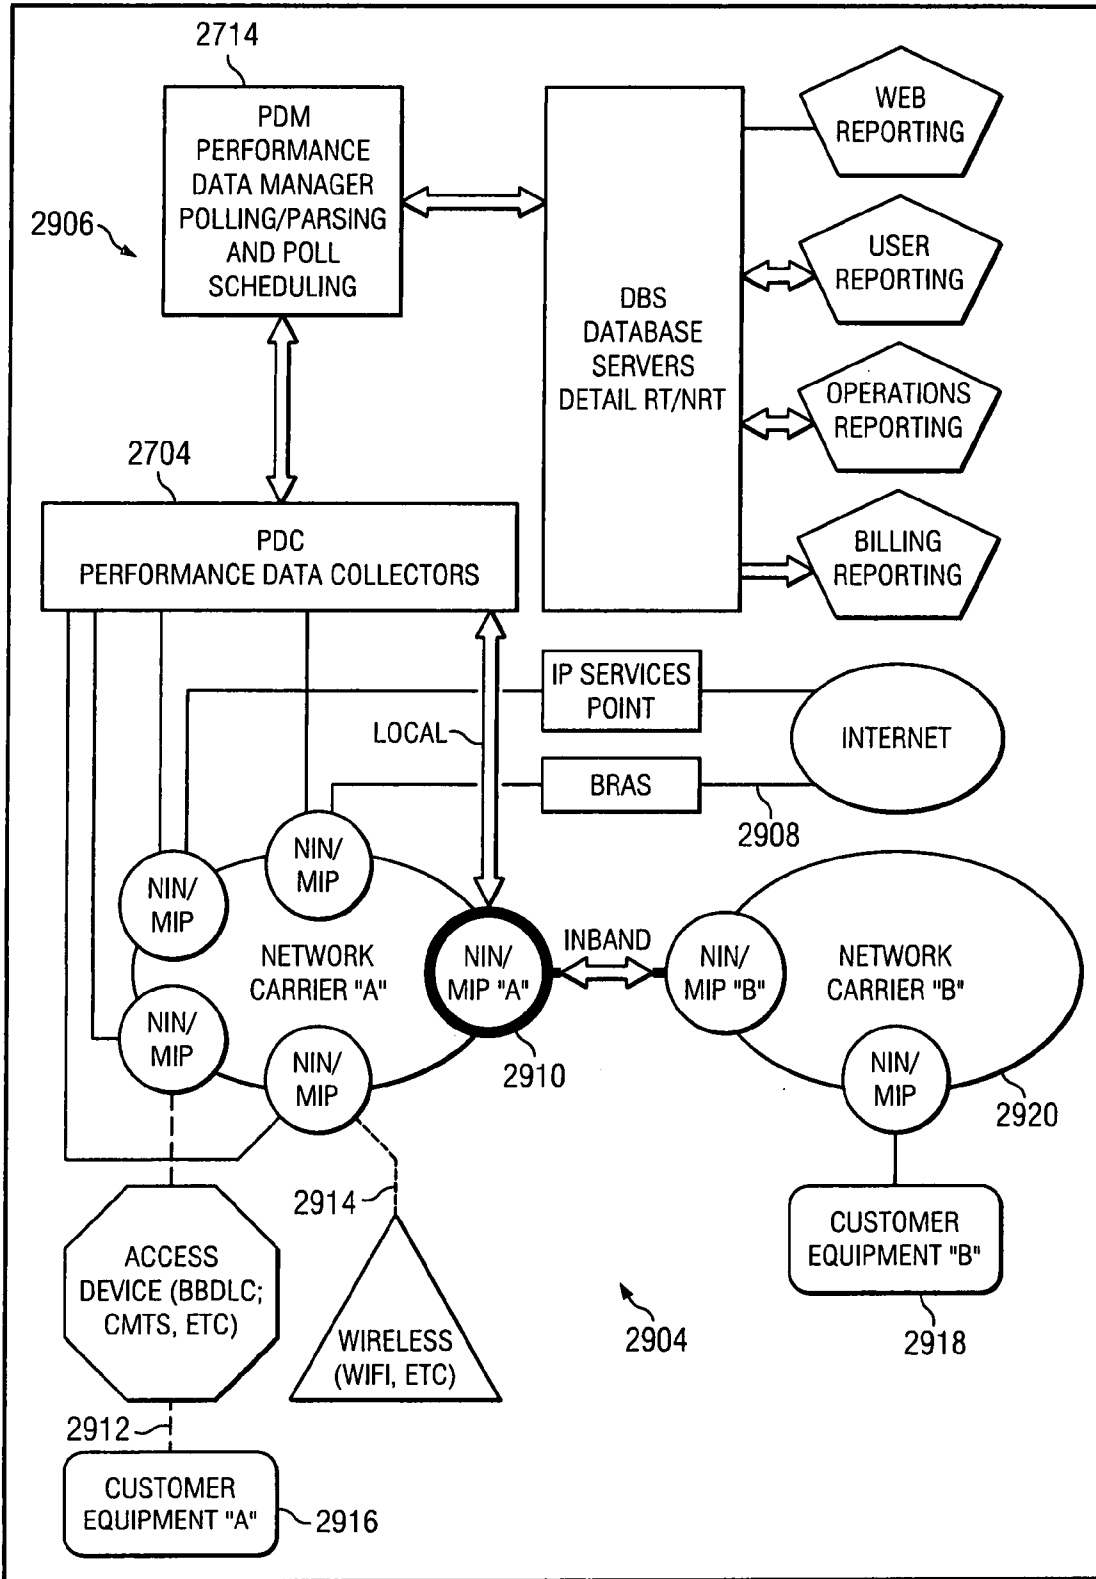 2714
PDM
PERFORMANCE
DATA MANAGER
POLLING/PARSING
AND POLL
SCHEDULING
2906
DBS
DATABASE
SERVERS
DETAIL RT/NRT
WEB
REPORTING
USER
REPORTING
OPERATIONS
REPORTING
BILLING
REPORTING
2704
PDC
PERFORMANCE DATA COLLECTORS
LOCAL
IP SERVICES
POINT
BRAS
INTERNET
2908
NIN/
MIP
NIN/
MIP
NIN/
MIP
NIN/
MIP
NETWORK
CARRIER "A"
NIN/
MIP "A"
2910
INBAND
NIN/
MIP "B"
NETWORK
CARRIER "B"
NIN/
MIP
2920
2914
ACCESS
DEVICE (BBDLC;
CMTS, ETC)
WIRELESS
(WIFI, ETC)
2904
CUSTOMER
EQUIPMENT "B"
2918
2912
CUSTOMER
EQUIPMENT "A"
2916